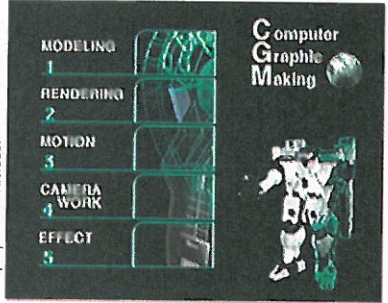 MODELING
1
RENDERING
2
MOTION
3
CAMERA
4 WORK
EFFECT
5
Computer
Graphic
Making